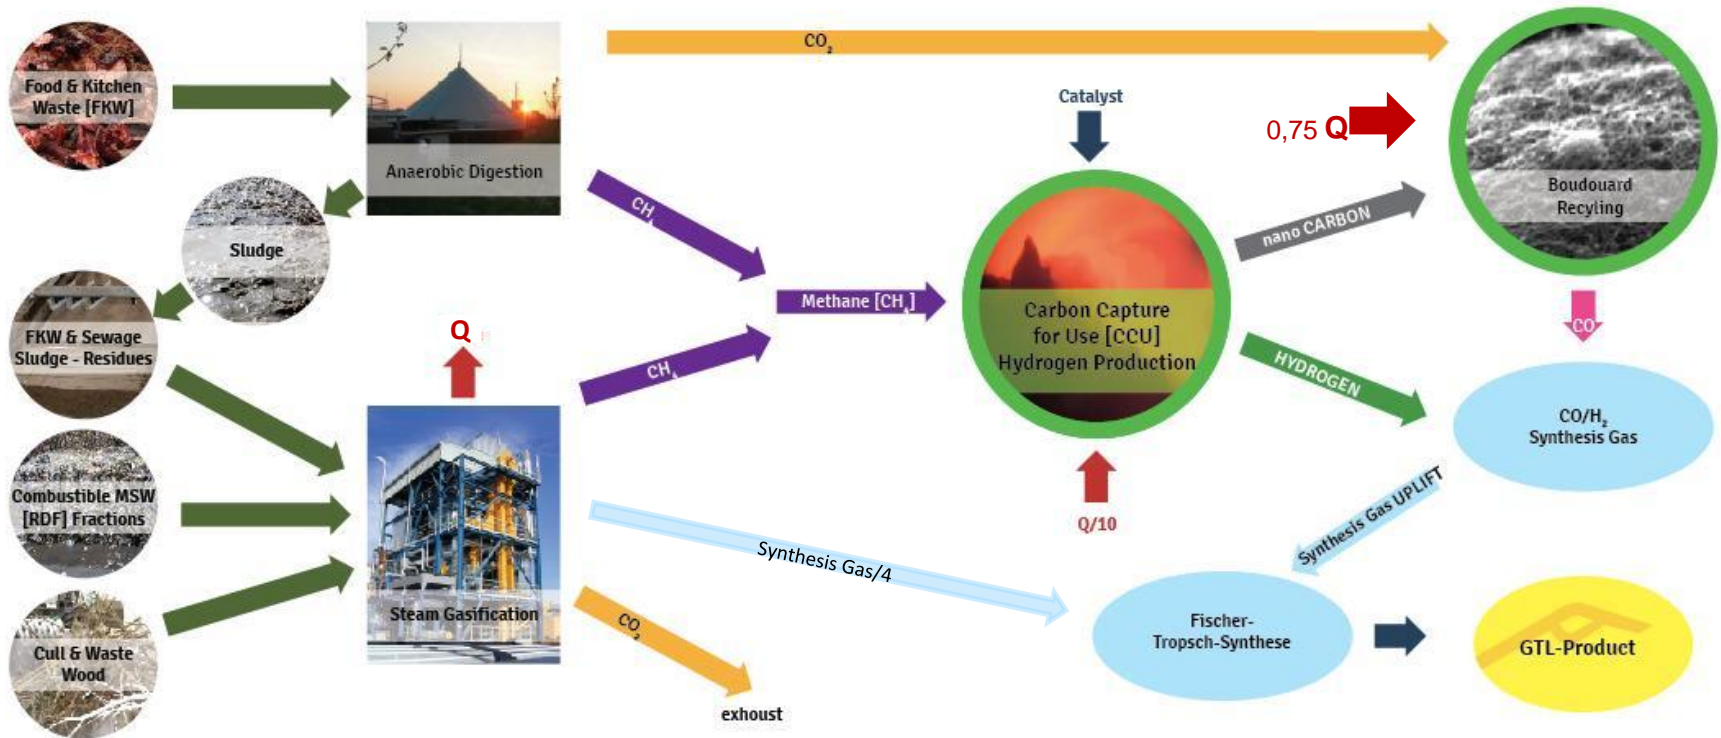 CO₂
Food & Kitchen
Waste [FKW]
Catalyst
0,75 Q
Anaerobic Digestion
Boudouard
Recyling
CH₄
nano CARBON
Sludge
Methane [CH₄]
Carbon Capture
for Use [CCU]
Hydrogen Production
FKW & Sewage
Sludge - Residues
Q
CO
CH₄
HYDROGEN
CO/H₂
Synthesis Gas
Combustible MSW
[RDF] Fractions
Q/10
Synthesis Gas UPLIFT
Synthesis Gas/4
Steam Gasification
CO₂
Fischer-
Tropsch-Synthese
GTL-Product
Cull & Waste
Wood
exhoust